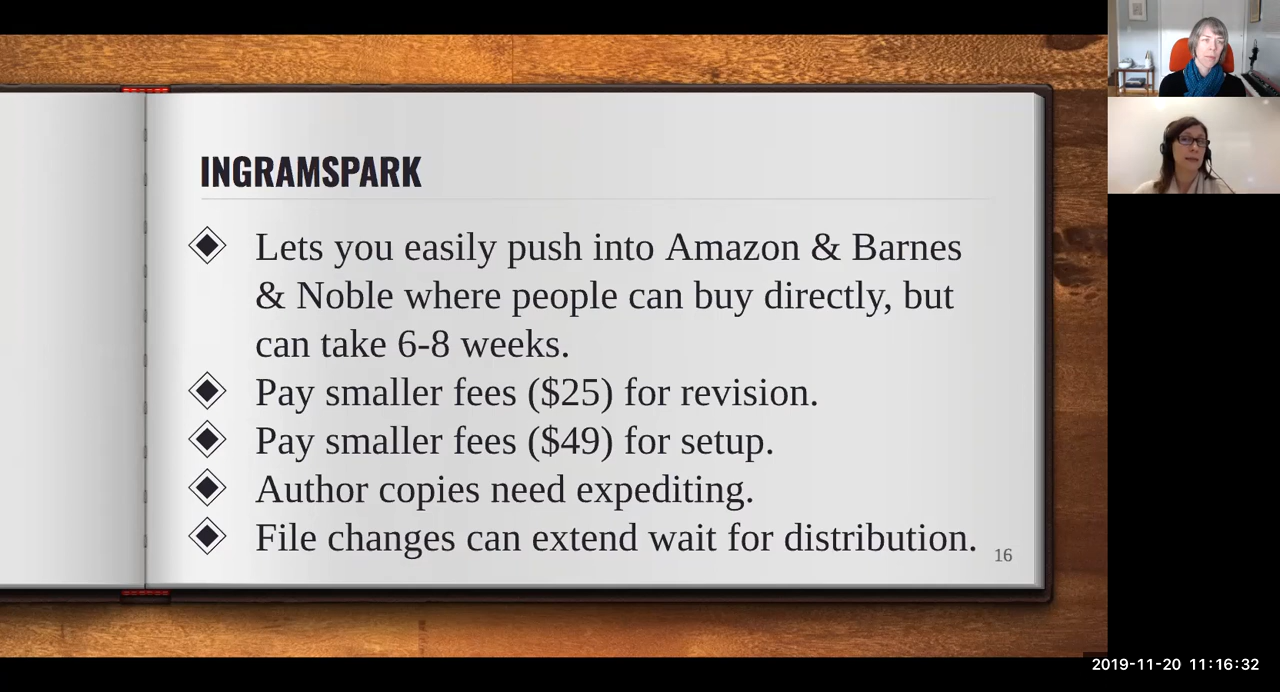 INGRAMSPARK
Lets you easily push into Amazon & Barnes
& Noble where people can buy directly, but
can take 6-8 weeks.
Pay smaller fees ($25) for revision.
Pay smaller fees ($49) for setup.
Author copies need expediting.
File changes can extend wait for distribution.
16
2019-11-20 11:16:32